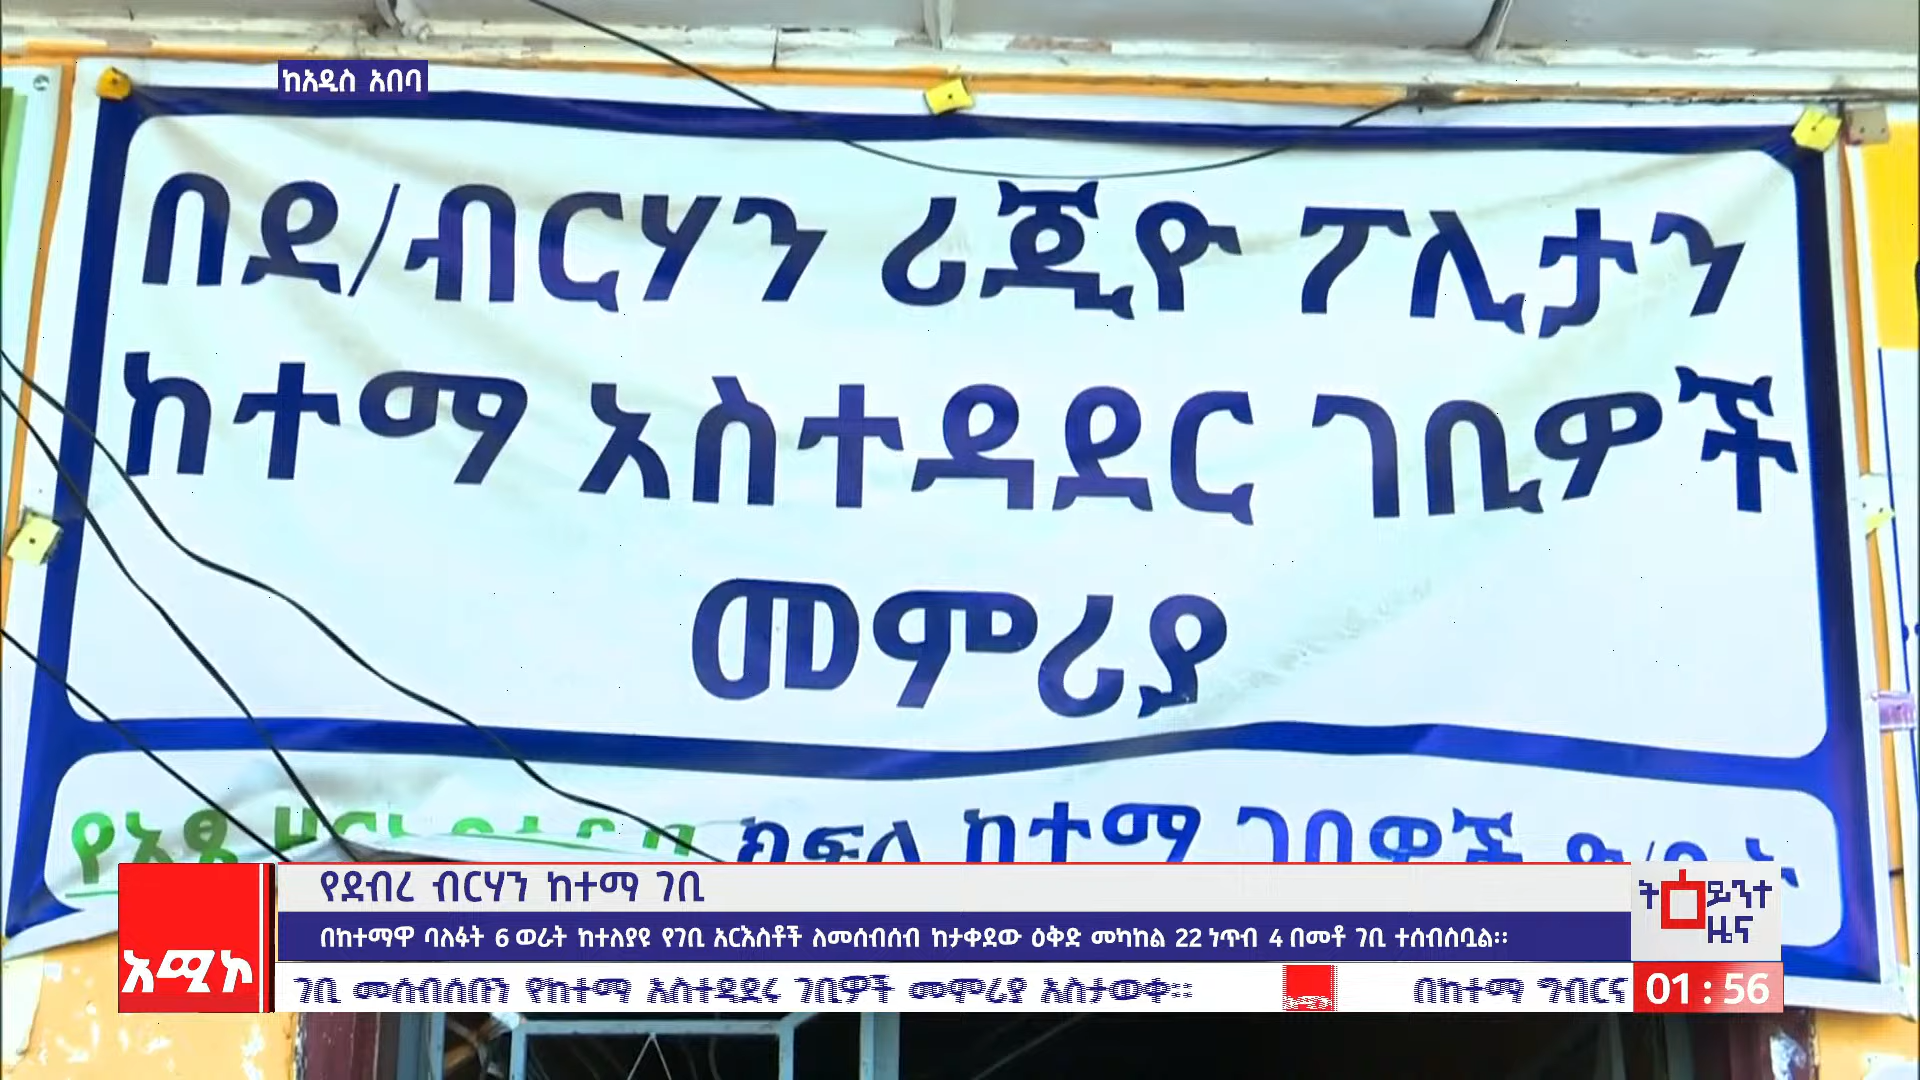 ከአዲስ አበባ
በደ/ብርሃን ሪጂዮ ፖሊታን
ከተማ አስተዳደር ገቢዎች
መምሪያ
ክፍለ ከተማ ገቢዎች
የደብረ ብርሃን ከተማ ገቢ
በከተማዋ ባለፉት 6 ወራት ከተለያዩ የገቢ አርእስቶች ለመሰብሰብ ከታቀደው ዕቅድ መካከል 22 ነጥብ 4 በመቶ ገቢ ተሰብስቧል።
ትዕይንተ
ዜና
አሚኮ
ገቢ መሰብሰቡን የከተማ አስተዳደሩ ገቢዎች መምሪያ አስታወቀ።
በከተማ ግብርና
01 : 56